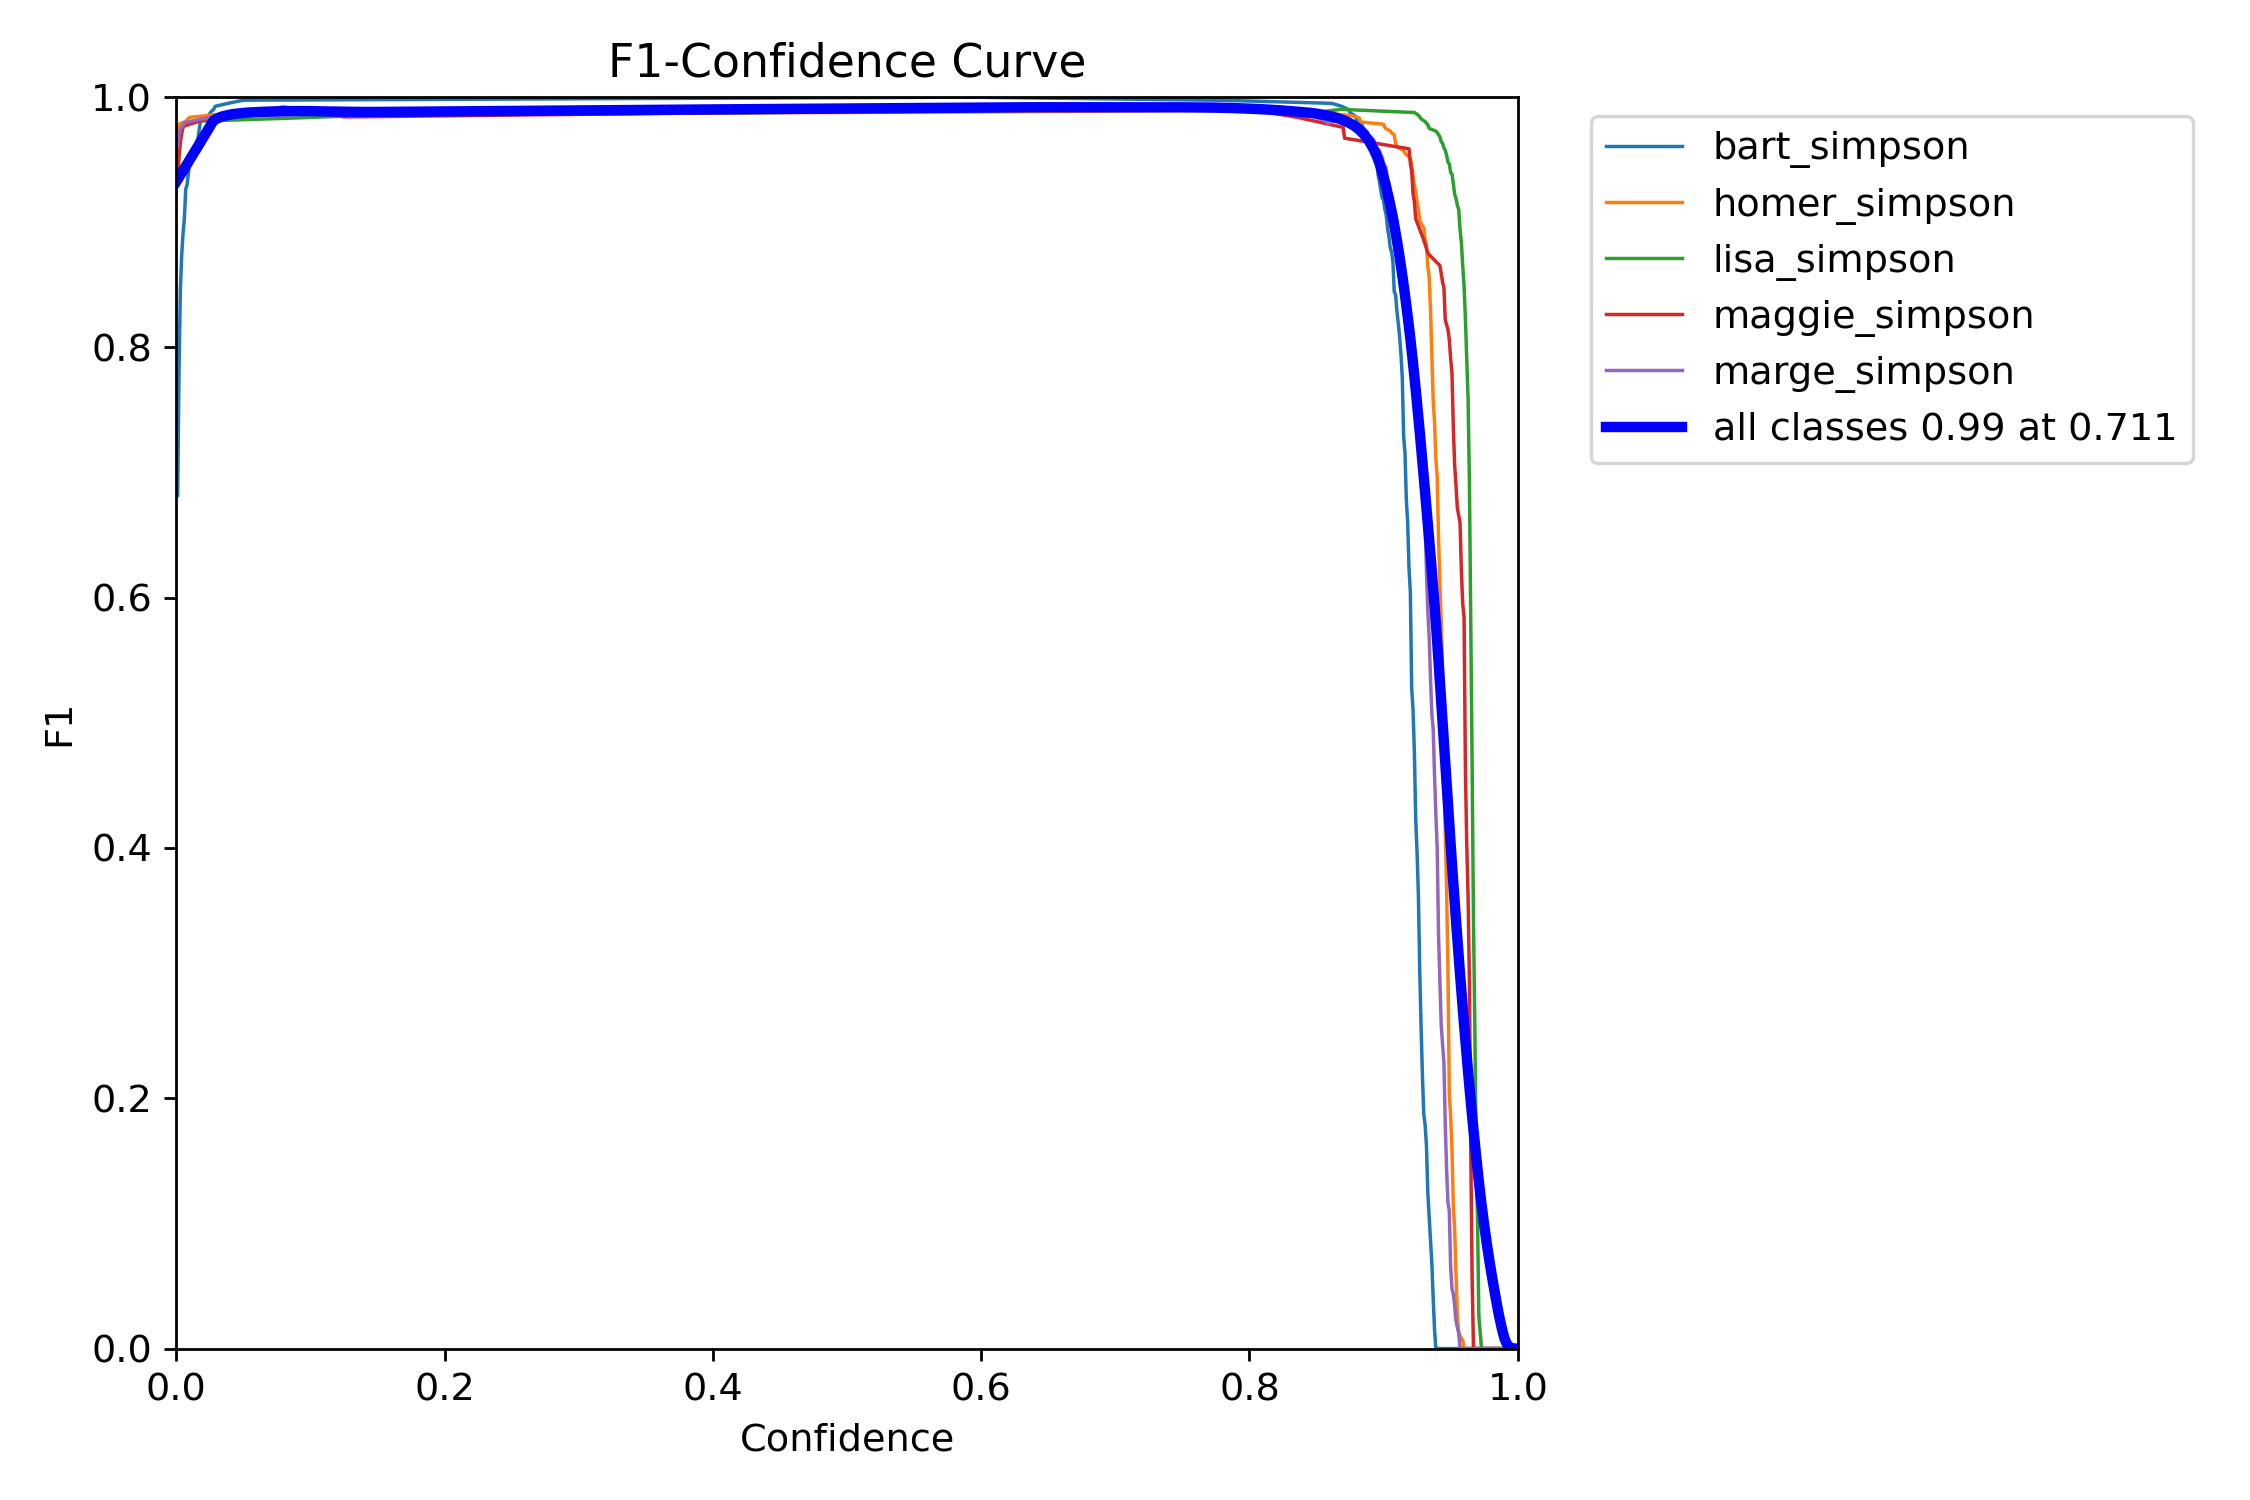 F1-Confidence Curve
1.0
0.8
0.6
0.4
0.2
0.0
F1
0.0 0.2 0.4 0.6 0.8 1.0
Confidence
bart_simpson
homer_simpson
lisa_simpson
maggie_simpson
marge_simpson
all classes 0.99 at 0.711